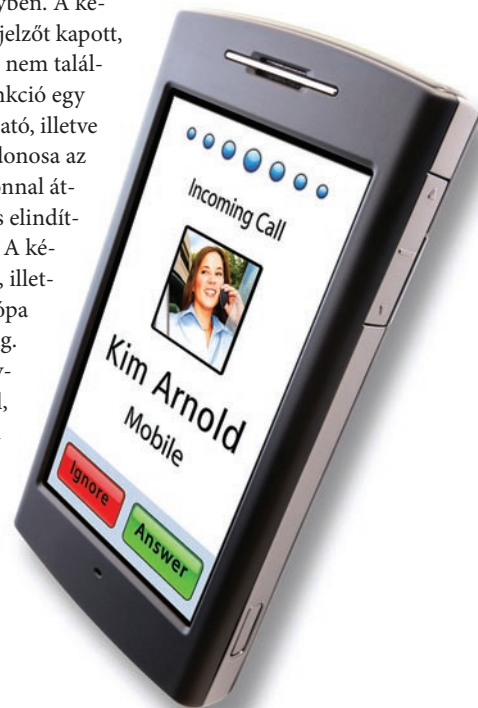 yben. A ké-
jelzőt kapott,
nem talál-
nkció egy
ató, illetve
donosa az
onnal át-
s elindít-
A ké-
, illet-
ópa
g.
y-
l,
Incoming Call
Kim Arnold
Mobile
Ignore
Answer